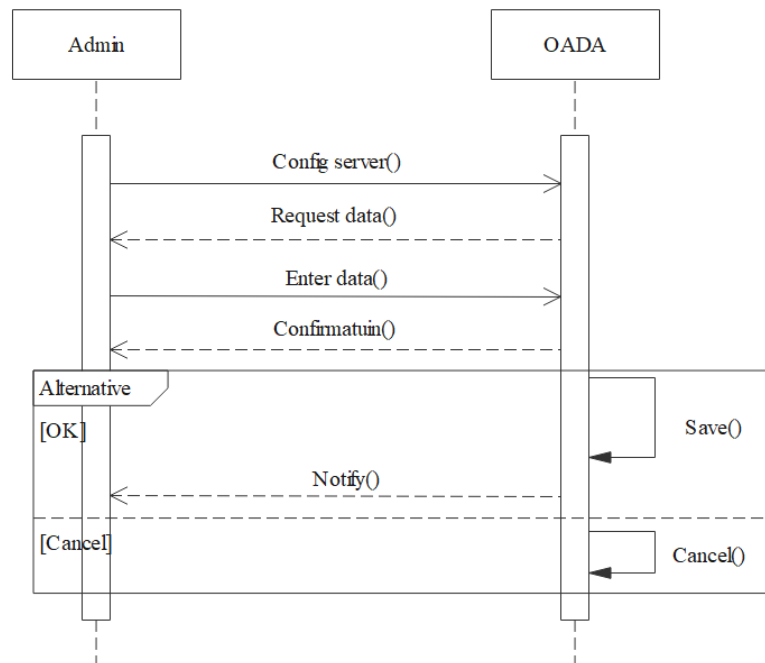 Admin
OADA
Config server()
Request data()
Enter data()
Confirmatuin()
Alternative
[OK]
Save()
Notify()
[Cancel]
Cancel()